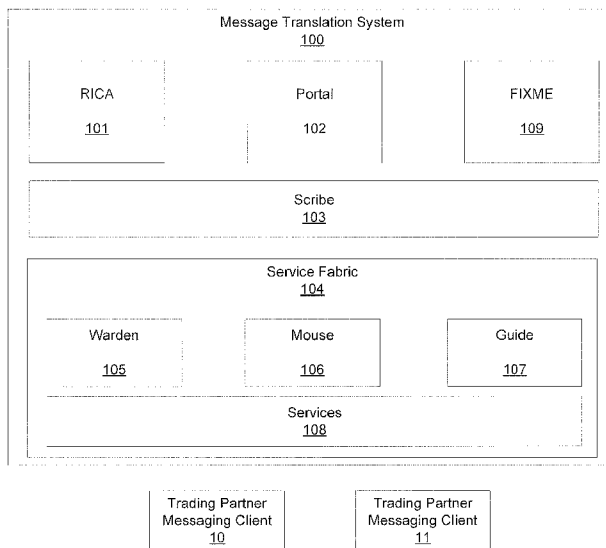 Message Translation System
100
RICA
101
Portal
102
FIXME
109
Scribe
103
Service Fabric
104
Warden
105
Mouse
106
Guide
107
Services
108
Trading Partner
Messaging Client
10
Trading Partner
Messaging Client
11